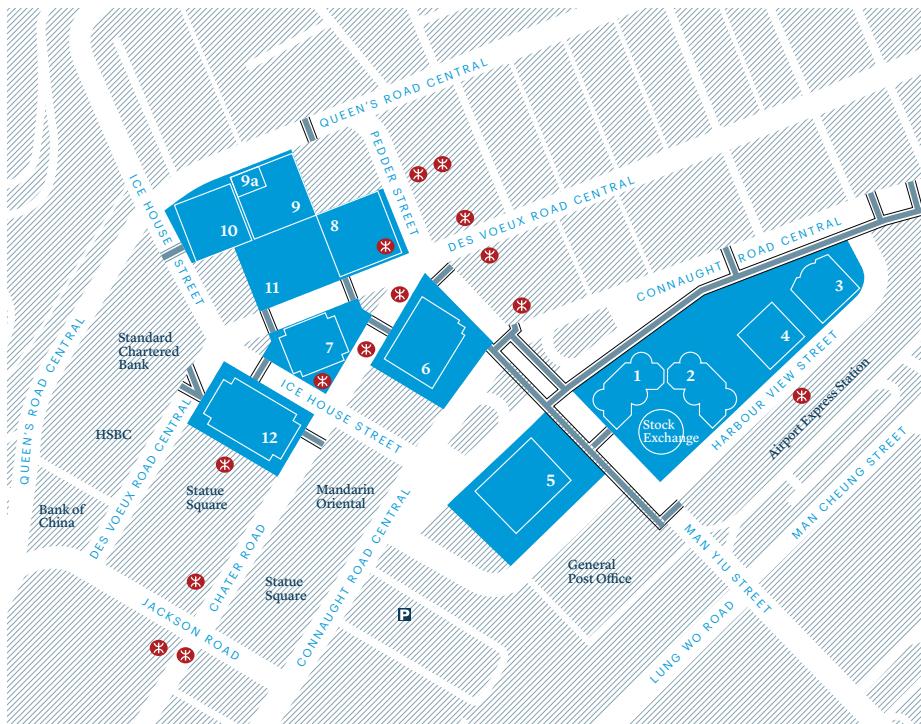 QUEEN'S ROAD CENTRAL
PEDDER STREET
ICE HOUSE STREET
9a
9
10
8
DES VOEUX ROAD CENTRAL
CONNAUGHT ROAD CENTRAL
11
3
4
7
6
1
2
Standard
Chartered
Bank
ICE HOUSE STREET
HARBOUR VIEW STREET
Airport Express Station
QUEEN'S ROAD CENTRAL
Stock
Exchange
HSBC
12
DES VOEUX ROAD CENTRAL
5
MAN CHEUNG STREET
Statue
Square
Mandarin
Oriental
Bank of
China
CHATER ROAD
CONNAUGHT ROAD CENTRAL
MAN YIU STREET
General
Post Office
Statue
Square
JACKSON ROAD
P
LUNG WO ROAD